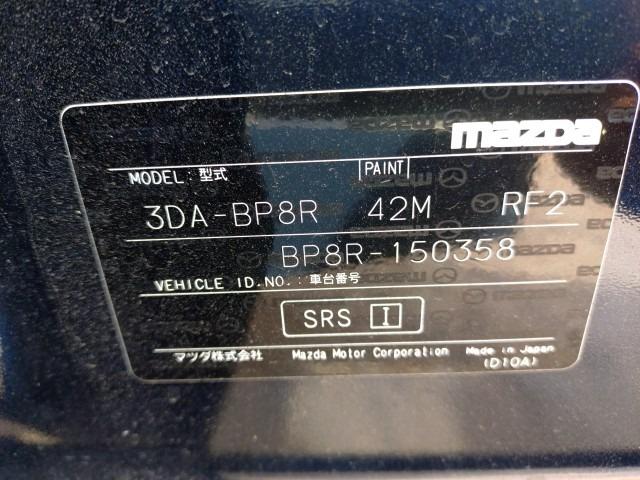 mazda
MODEL: 型式 PAINT
3DA-BP8R 42M RF2
BP8R-150358
VEHICLE ID.NO.: 車台番号
SRS I
マツダ株式会社 Mazda Motor Corporation Made in Japan
(D10A)